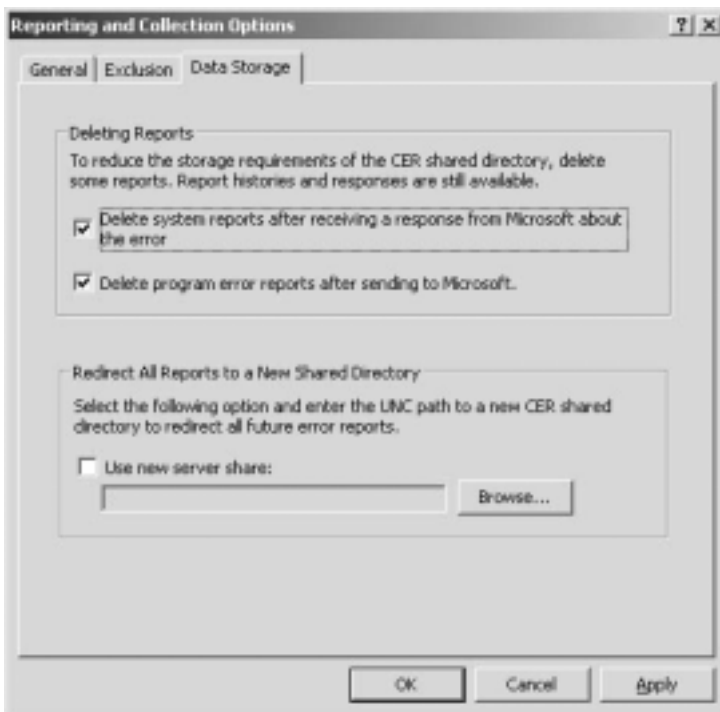 Reporting and Collection Options
General
Exclusion
Data Storage
Deleting Reports
To reduce the storage requirements of the CER shared directory, delete
some reports. Report histories and responses are still available.
Delete system reports after receiving a response from Microsoft about
the error
Delete program error reports after sending to Microsoft.
Redirect All Reports to a New Shared Directory
Select the following option and enter the UNC path to a new CER shared
directory to redirect all future error reports.
Use new server share:
Browse...
OK
Cancel
Apply